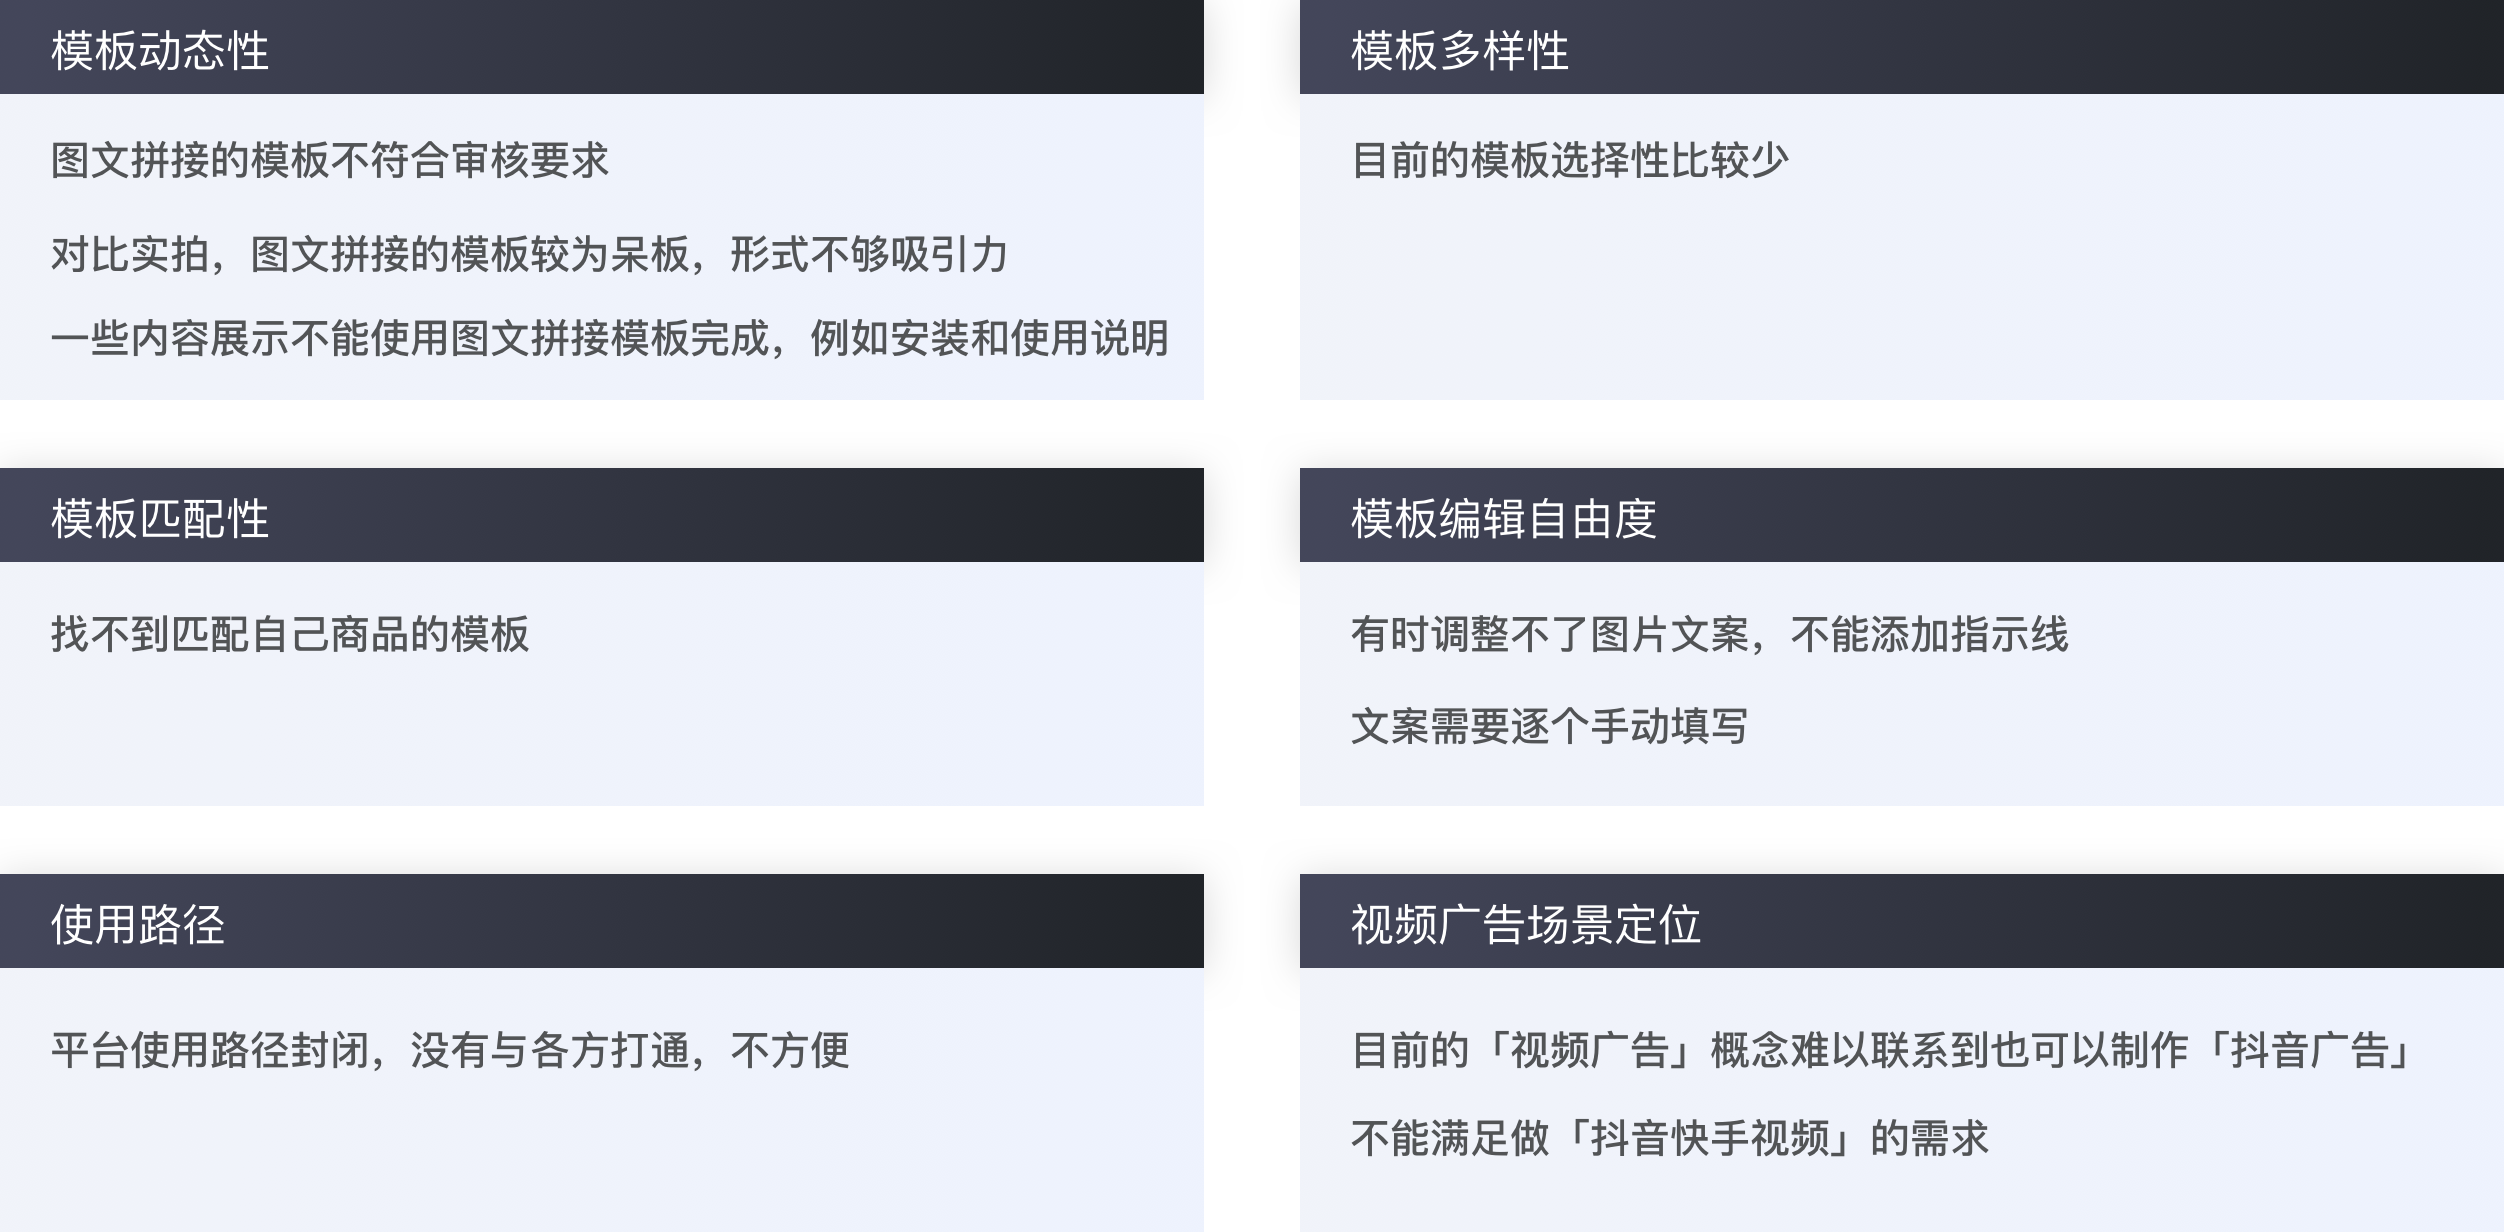 模板动态性
图文拼接的模板不符合审核要求
对比实拍，图文拼接的模板较为呆板，形式不够吸引力
一些内容展示不能使用图文拼接模板完成，例如安装和使用说明
模板多样性
目前的模板选择性比较少
模板匹配性
找不到匹配自己商品的模板
模板编辑自由度
有时调整不了图片文案，不能添加指示线
文案需要逐个手动填写
使用路径
平台使用路径封闭，没有与各方打通，不方便
视频广告场景定位
目前的「视频广告」概念难以联系到也可以制作「抖音广告」
不能满足做「抖音快手视频」的需求